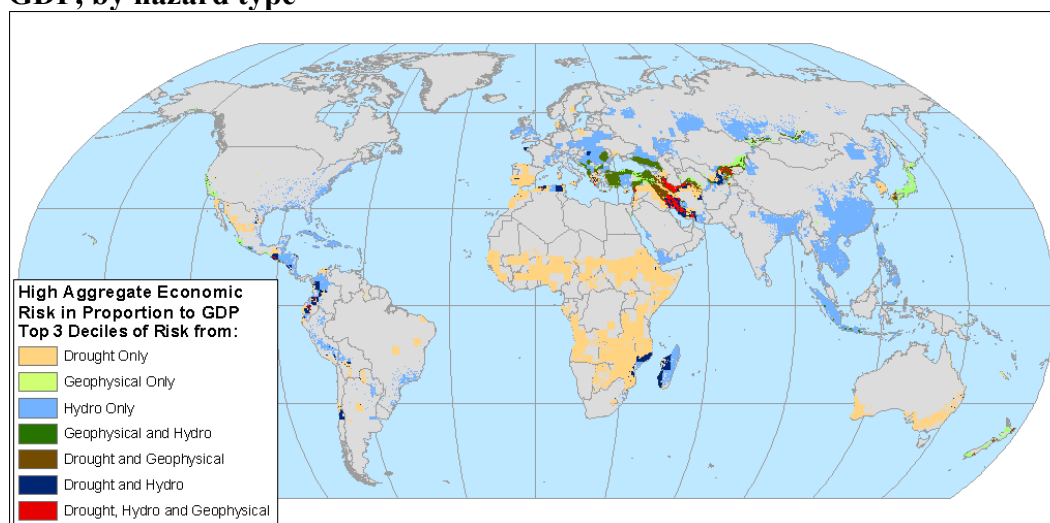 GDP, by hazard type
High Aggregate Economic
Risk in Proportion to GDP
Top 3 Deciles of Risk from:
Drought Only
Geophysical Only
Hydro Only
Geophysical and Hydro
Drought and Geophysical
Drought and Hydro
Drought, Hydro and Geophysical